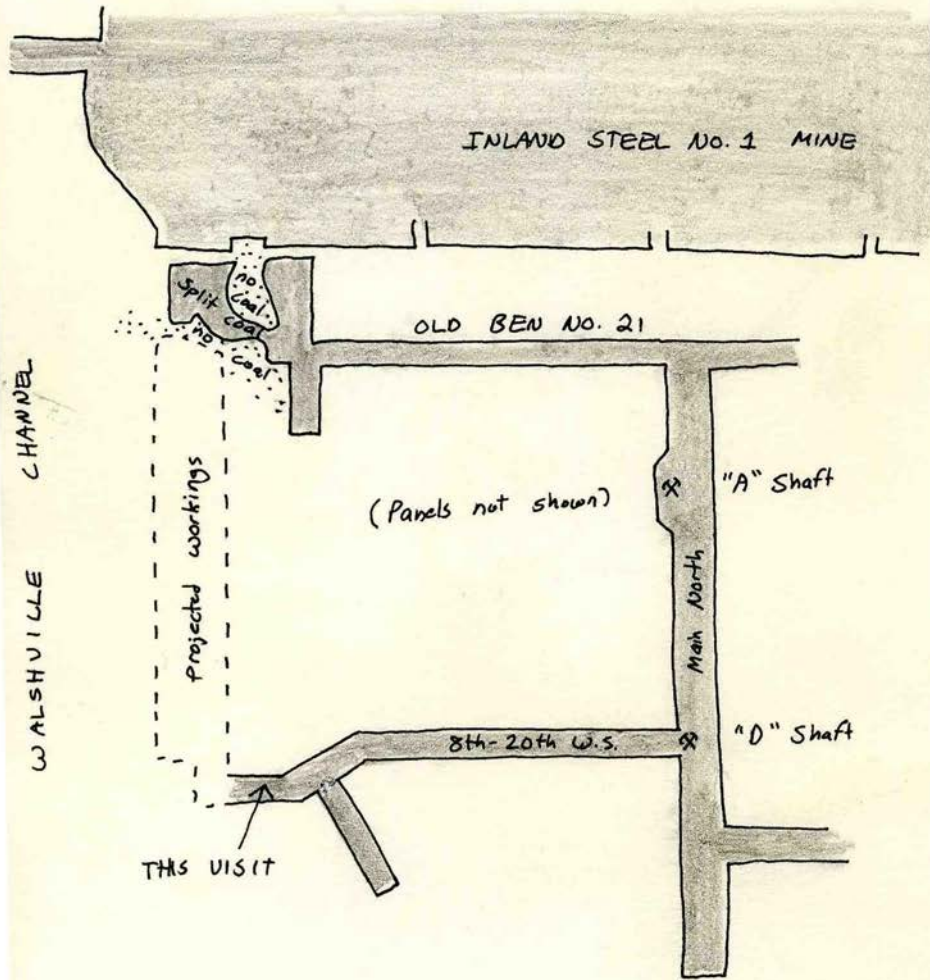 INLAND STEEL NO. 1 MINE
no
coal
Split coal
no coal
OLD BEN NO. 21
WALSHVILLE CHANNEL
Projected workings
(Panels not shown)
"A" Shaft
Main North
8th-20th W.S.
"D" Shaft
THIS VISIT